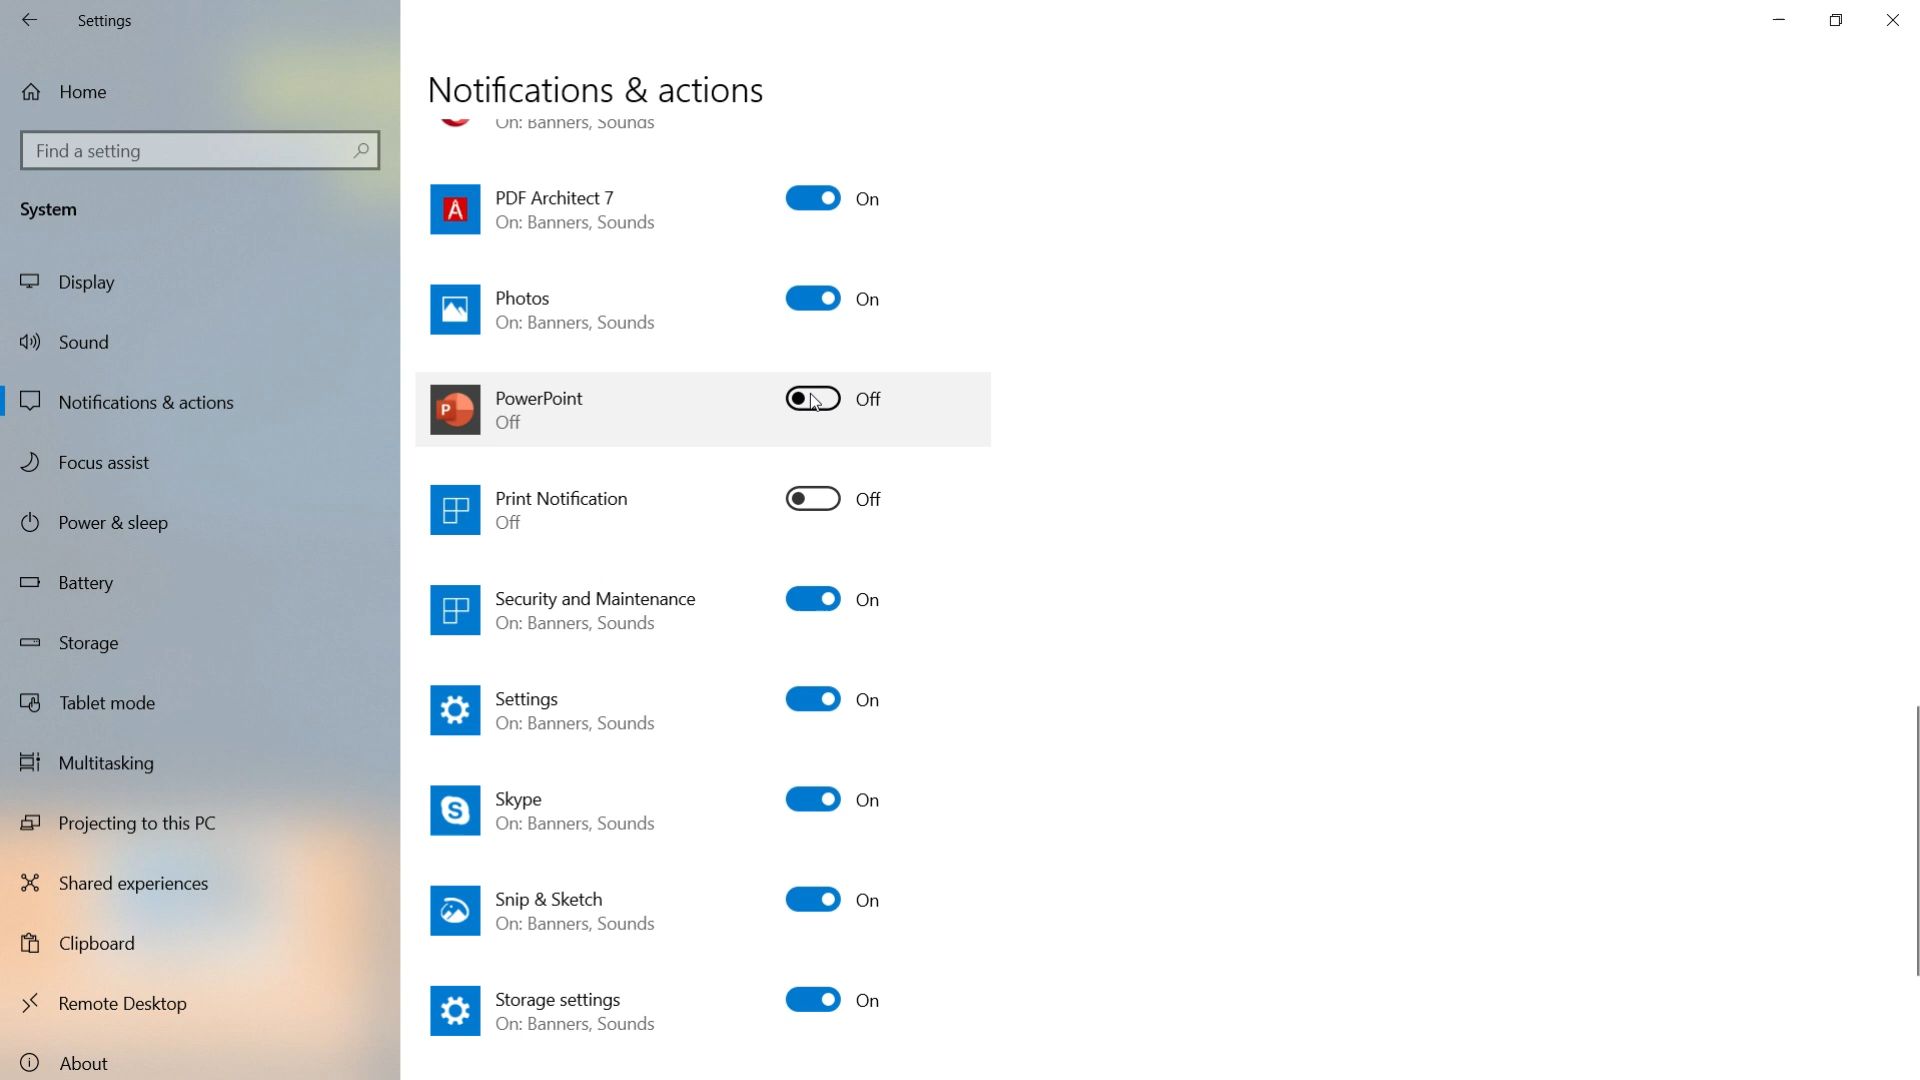 Settings
Home
Find a setting
System
Display
Sound
Notifications & actions
Focus assist
Power & sleep
Battery
Storage
Tablet mode
Multitasking
Projecting to this PC
Shared experiences
Clipboard
Remote Desktop
About
Notifications & actions
On: Banners, Sounds
PDF Architect 7
On: Banners, Sounds
On
Photos
On: Banners, Sounds
On
PowerPoint
Off
Off
Print Notification
Off
Off
Security and Maintenance
On: Banners, Sounds
On
Settings
On: Banners, Sounds
On
Skype
On: Banners, Sounds
On
Snip & Sketch
On: Banners, Sounds
On
Storage settings
On: Banners, Sounds
On